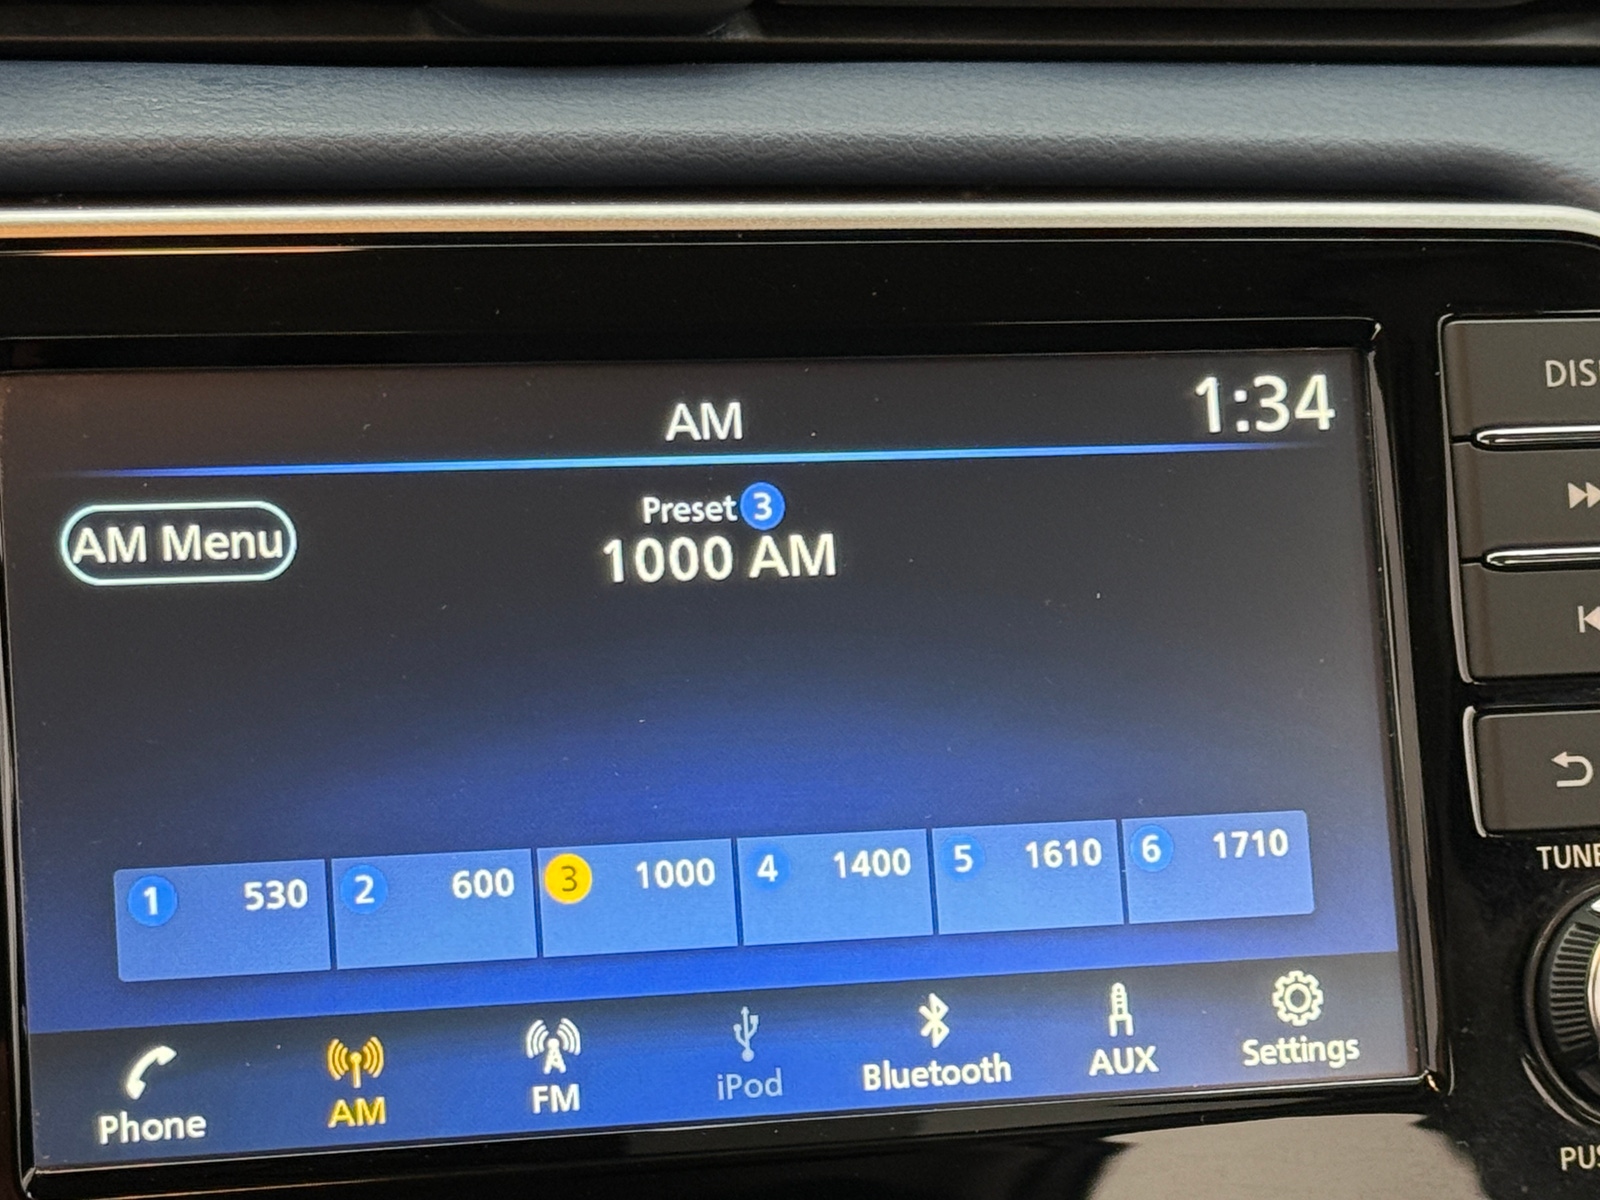 AM
1:34
AM Menu
Preset 3
1000 AM
1 530
2 600
3 1000
4 1400
5 1610
6 1710
Phone
AM
FM
iPod
Bluetooth
AUX
Settings
TUNE